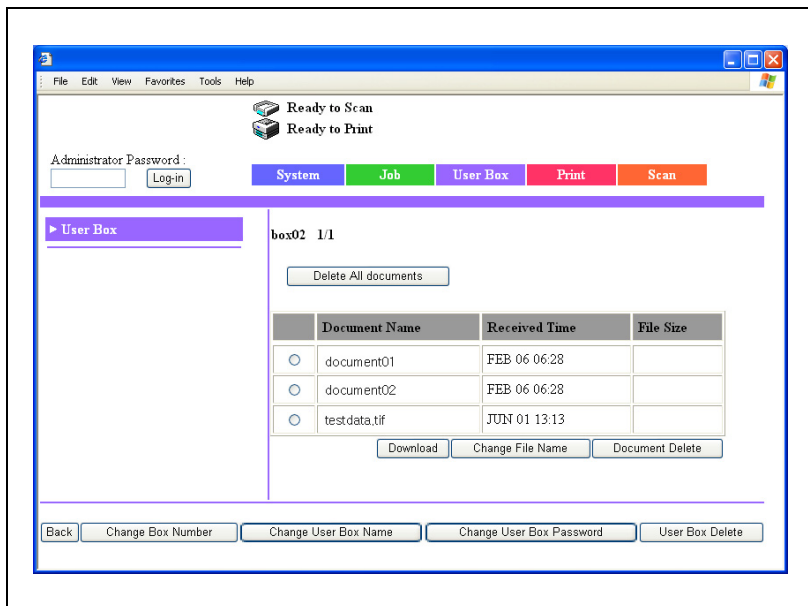 File Edit View Favorites Tools Help
Ready to Scan
Ready to Print
Administrator Password :
Log-in
System Job User Box Print Scan
User Box
box02 1/1
Delete All documents
Document Name Received Time File Size
document01 FEB 06 06:28
document02 FEB 06 06:28
testdata,tif JUN 01 13:13
Download Change File Name Document Delete
Back Change Box Number Change User Box Name Change User Box Password User Box Delete